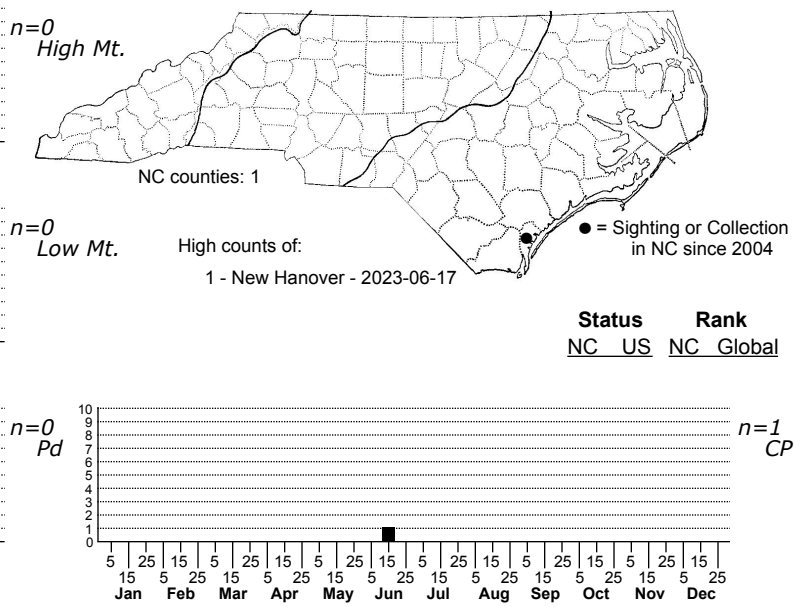 n=0
High Mt.
NC counties: 1
n=0
Low Mt.
High counts of:
1 - New Hanover - 2023-06-17
● = Sighting or Collection
in NC since 2004
Status Rank
NC US NC Global
n=0
Pd
n=1
CP
10
9
8
7
6
5
4
3
2
1
0
5 25 15 5 25 15 5 25 15 5 25 15 5 25 15 5 25 15
15 5 25 15 5 25 15 5 25 15 5 25 15 5 25 15 5 25
Jan Feb Mar Apr May Jun Jul Aug Sep Oct Nov Dec